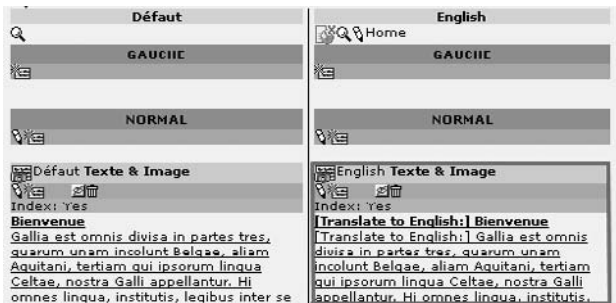 Défaut
GAUCHE
NORMAL
Défaut Texte & Image
Index: Yes
Bienvenue
Gallia est omnis divisa in partes tres,
quarum unam incolunt Belgae, aliam
Aquitani, tertiam qui ipsorum lingua
Celtae, nostra Galli appellantur. Hi
omnes lingua, institutis, legibus inter se
English
Home
GAUCHE
NORMAL
English Texte & Image
Index: Yes
[Translate to English:] Bienvenue
[Translate to English:] Gallia est omnis
divisa in partes tres, quarum unam
incolunt Belgae, aliam Aquitani, tertiam
qui ipsorum lingua Celtae, nostra Galli
appellantur. Hi omnes lingua, institutis,